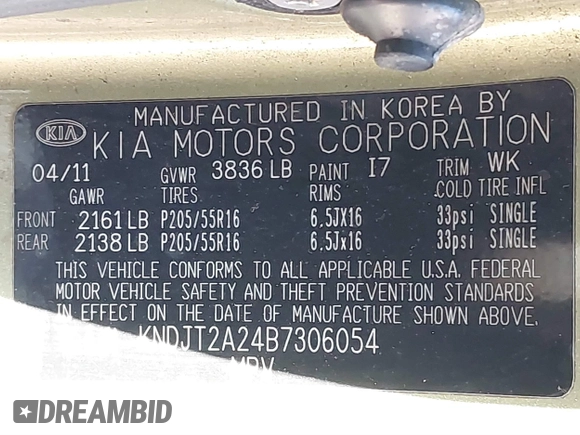 MANUFACTURED IN KOREA BY
KIA KIA MOTORS CORPORATION
04/11 GVWR 3836 LB PAINT I7 TRIM WK
GAWR TIRES RIMS COLD TIRE INFL
FRONT 2161 LB P205/55R16 6.5JX16 33psi SINGLE
REAR 2138 LB P205/55R16 6.5Jx16 33psi SINGLE
THIS VEHICLE CONFORMS TO ALL APPLICABLE U.S.A. FEDERAL
MOTOR VEHICLE SAFETY AND THEFT PREVENTION STANDARDS
IN EFFECT ON THE DATE OF MANUFACTURE SHOWN ABOVE.
KNDJT2A24B7306054
MPV
DREAMBID